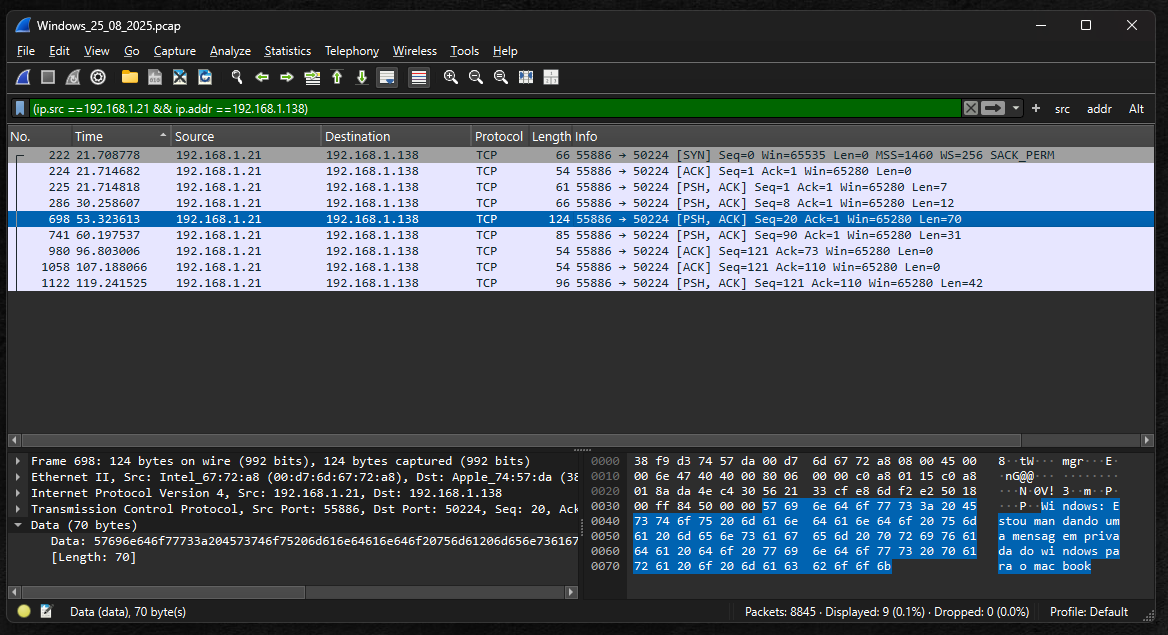 Windows_25_08_2025.pcap
File Edit View Go Capture Analyze Statistics Telephony Wireless Tools Help
(ip.src ==192.168.1.21 && ip.addr ==192.168.1.138) + src addr Alt
No. Time Source Destination Protocol Length Info
222 21.708778 192.168.1.21 192.168.1.138 TCP 66 55886 → 50224 [SYN] Seq=0 Win=65535 Len=0 MSS=1460 WS=256 SACK_PERM
224 21.714682 192.168.1.21 192.168.1.138 TCP 54 55886 → 50224 [ACK] Seq=1 Ack=1 Win=65280 Len=0
225 21.714818 192.168.1.21 192.168.1.138 TCP 61 55886 → 50224 [PSH, ACK] Seq=1 Ack=1 Win=65280 Len=7
286 30.258607 192.168.1.21 192.168.1.138 TCP 66 55886 → 50224 [PSH, ACK] Seq=8 Ack=1 Win=65280 Len=12
698 53.323613 192.168.1.21 192.168.1.138 TCP 124 55886 → 50224 [PSH, ACK] Seq=20 Ack=1 Win=65280 Len=70
741 60.197537 192.168.1.21 192.168.1.138 TCP 85 55886 → 50224 [PSH, ACK] Seq=90 Ack=1 Win=65280 Len=31
980 96.803006 192.168.1.21 192.168.1.138 TCP 54 55886 → 50224 [ACK] Seq=121 Ack=73 Win=65280 Len=0
1058 107.188066 192.168.1.21 192.168.1.138 TCP 54 55886 → 50224 [ACK] Seq=121 Ack=110 Win=65280 Len=0
1122 119.241525 192.168.1.21 192.168.1.138 TCP 96 55886 → 50224 [PSH, ACK] Seq=121 Ack=110 Win=65280 Len=42
Frame 698: 124 bytes on wire (992 bits), 124 bytes captured (992 bits)
Ethernet II, Src: Intel_67:72:a8 (00:d7:6d:67:72:a8), Dst: Apple_74:57:da (38
Internet Protocol Version 4, Src: 192.168.1.21, Dst: 192.168.1.138
Transmission Control Protocol, Src Port: 55886, Dst Port: 50224, Seq: 20, Ack
Data (70 bytes)
Data: 57696e646f77733a204573746f75206d616e64616e646f20756d61206d656e736167
[Length: 70]
0000 38 f9 d3 74 57 da 00 d7 6d 67 72 a8 08 00 45 00 8··tW··· mgr···E·
0010 00 6e 47 40 40 00 80 06 00 00 c0 a8 01 15 c0 a8 ·nG@@··· ········
0020 01 8a da 4e c4 30 56 21 33 cf e8 6d f2 e2 50 18 ···N·0V! 3··m··P·
0030 00 ff 84 50 00 00 57 69 6e 64 6f 77 73 3a 20 45 ···P··Wi ndows: E
0040 73 74 6f 75 20 6d 61 6e 64 61 6e 64 6f 20 75 6d stou man dando um
0050 61 20 6d 65 6e 73 61 67 65 6d 20 70 72 69 76 61 a mensag em priva
0060 64 61 20 64 6f 20 77 69 6e 64 6f 77 73 20 70 61 da do wi ndows pa
0070 72 61 20 6f 20 6d 61 63 62 6f 6f 6b ra o mac book
Data (data), 70 byte(s) Packets: 8845 · Displayed: 9 (0.1%) · Dropped: 0 (0.0%) Profile: Default